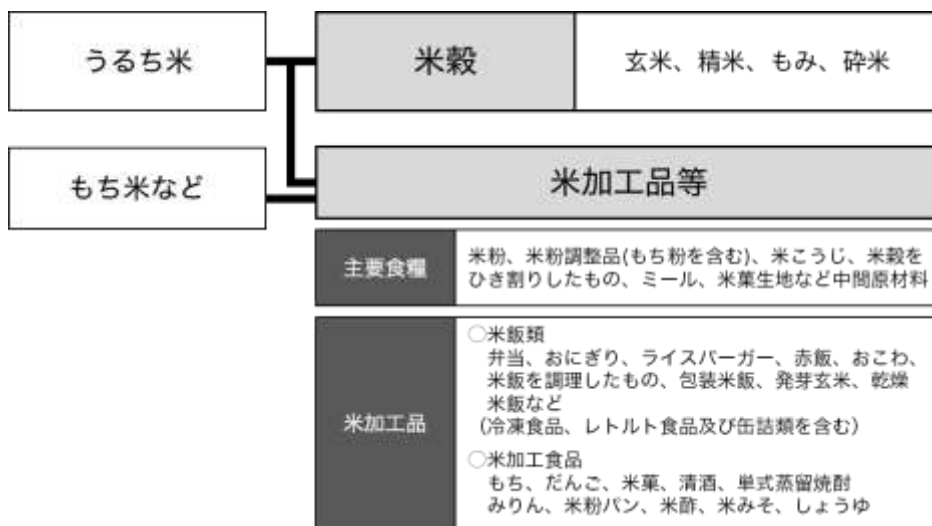 うるち米
米穀
玄米、精米、もみ、砕米
もち米など
米加工品等
主要食糧
米粉、米粉調整品(もち粉を含む)、米こうじ、米穀を
ひき割りしたもの、ミール、米菓生地など中間原材料
米加工品
○米飯類
弁当、おにぎり、ライスバーガー、赤飯、おこわ、
米飯を調理したもの、包装米飯、発芽玄米、乾燥
米飯など
(冷凍食品、レトルト食品及び缶詰類を含む)
○米加工食品
もち、だんご、米菓、清酒、単式蒸留焼酎
みりん、米粉パン、米酢、米みそ、しょうゆ